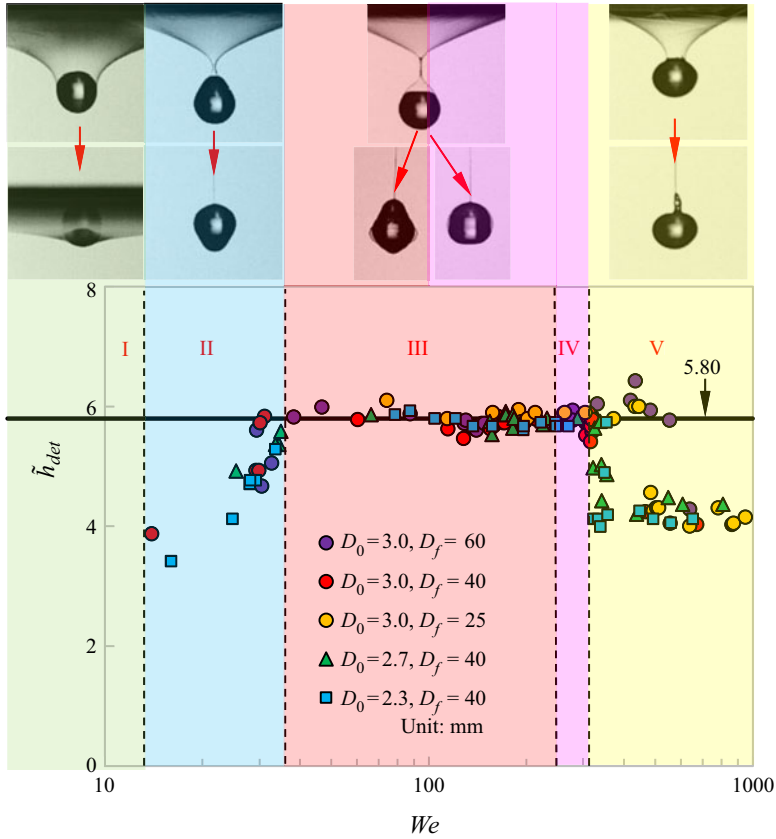 8
I II III IV V
5.80
6
h̃det
4
D0=3.0, Df= 60
D0=3.0, Df= 40
D0=3.0, Df= 25
D0=2.7, Df= 40
D0=2.3, Df= 40
Unit: mm
2
0
10 100 1000
We